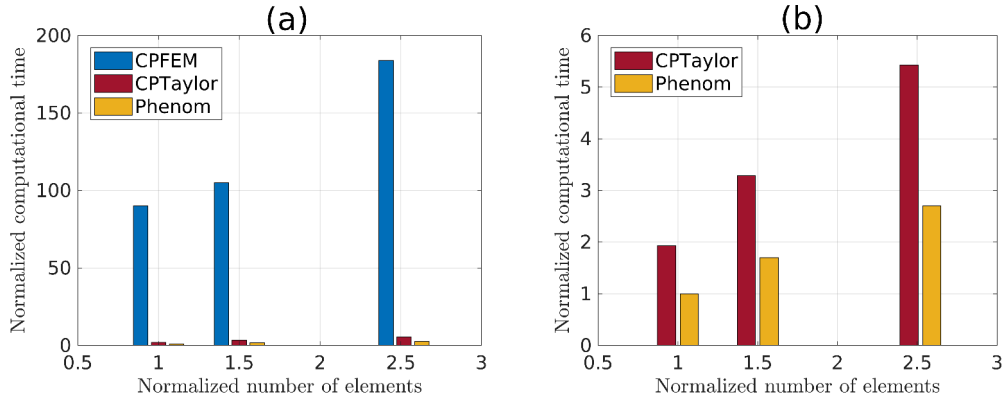 (a)
Normalized computational time
200
150
100
50
0
CPFEM
CPTaylor
Phenom
0.5
1
1.5
2
2.5
3
Normalized number of elements
(b)
Normalized computational time
6
5
4
3
2
1
0
CPTaylor
Phenom
0.5
1
1.5
2
2.5
3
Normalized number of elements